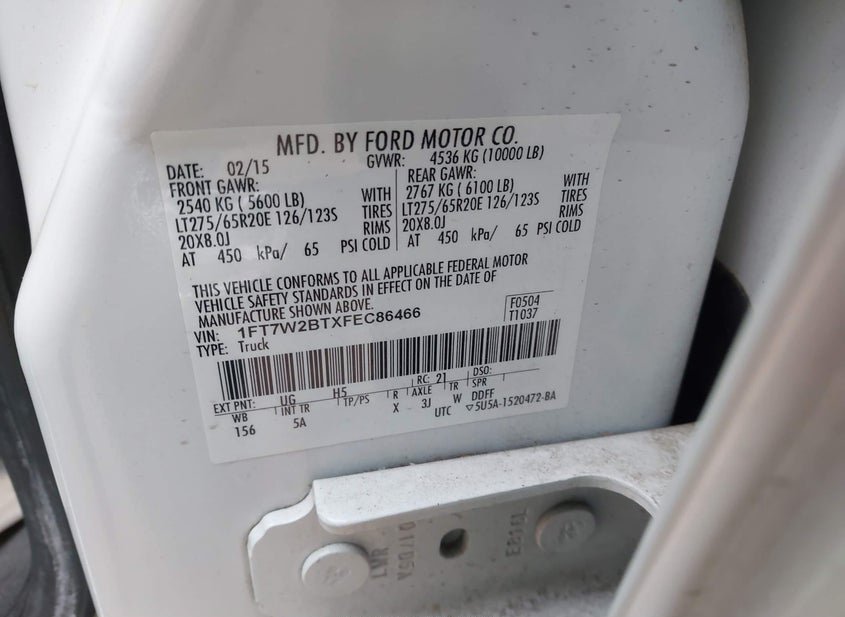 MFD. BY FORD MOTOR CO.
DATE: 02/15 GVWR: 4536 KG (10000 LB)
FRONT GAWR: REAR GAWR:
2540 KG ( 5600 LB) WITH 2767 KG ( 6100 LB) WITH
LT275/65R20E 126/123S TIRES LT275/65R20E 126/123S TIRES
20X8.0J RIMS 20X8.0J RIMS
AT 450 kPa/ 65 PSI COLD AT 450 kPa/ 65 PSI COLD
THIS VEHICLE CONFORMS TO ALL APPLICABLE FEDERAL MOTOR
VEHICLE SAFETY STANDARDS IN EFFECT ON THE DATE OF
MANUFACTURE SHOWN ABOVE.
VIN: 1FT7W2BTXFEC86466 F0504
TYPE: Truck T1037
EXT PNT: UG H5 RC: 21 DSO:
WB INT TR TP/PS R AXLE TR SPR
156 5A X 3J W DDFF
UTC ▽5U5A-1520472-BA
LWR